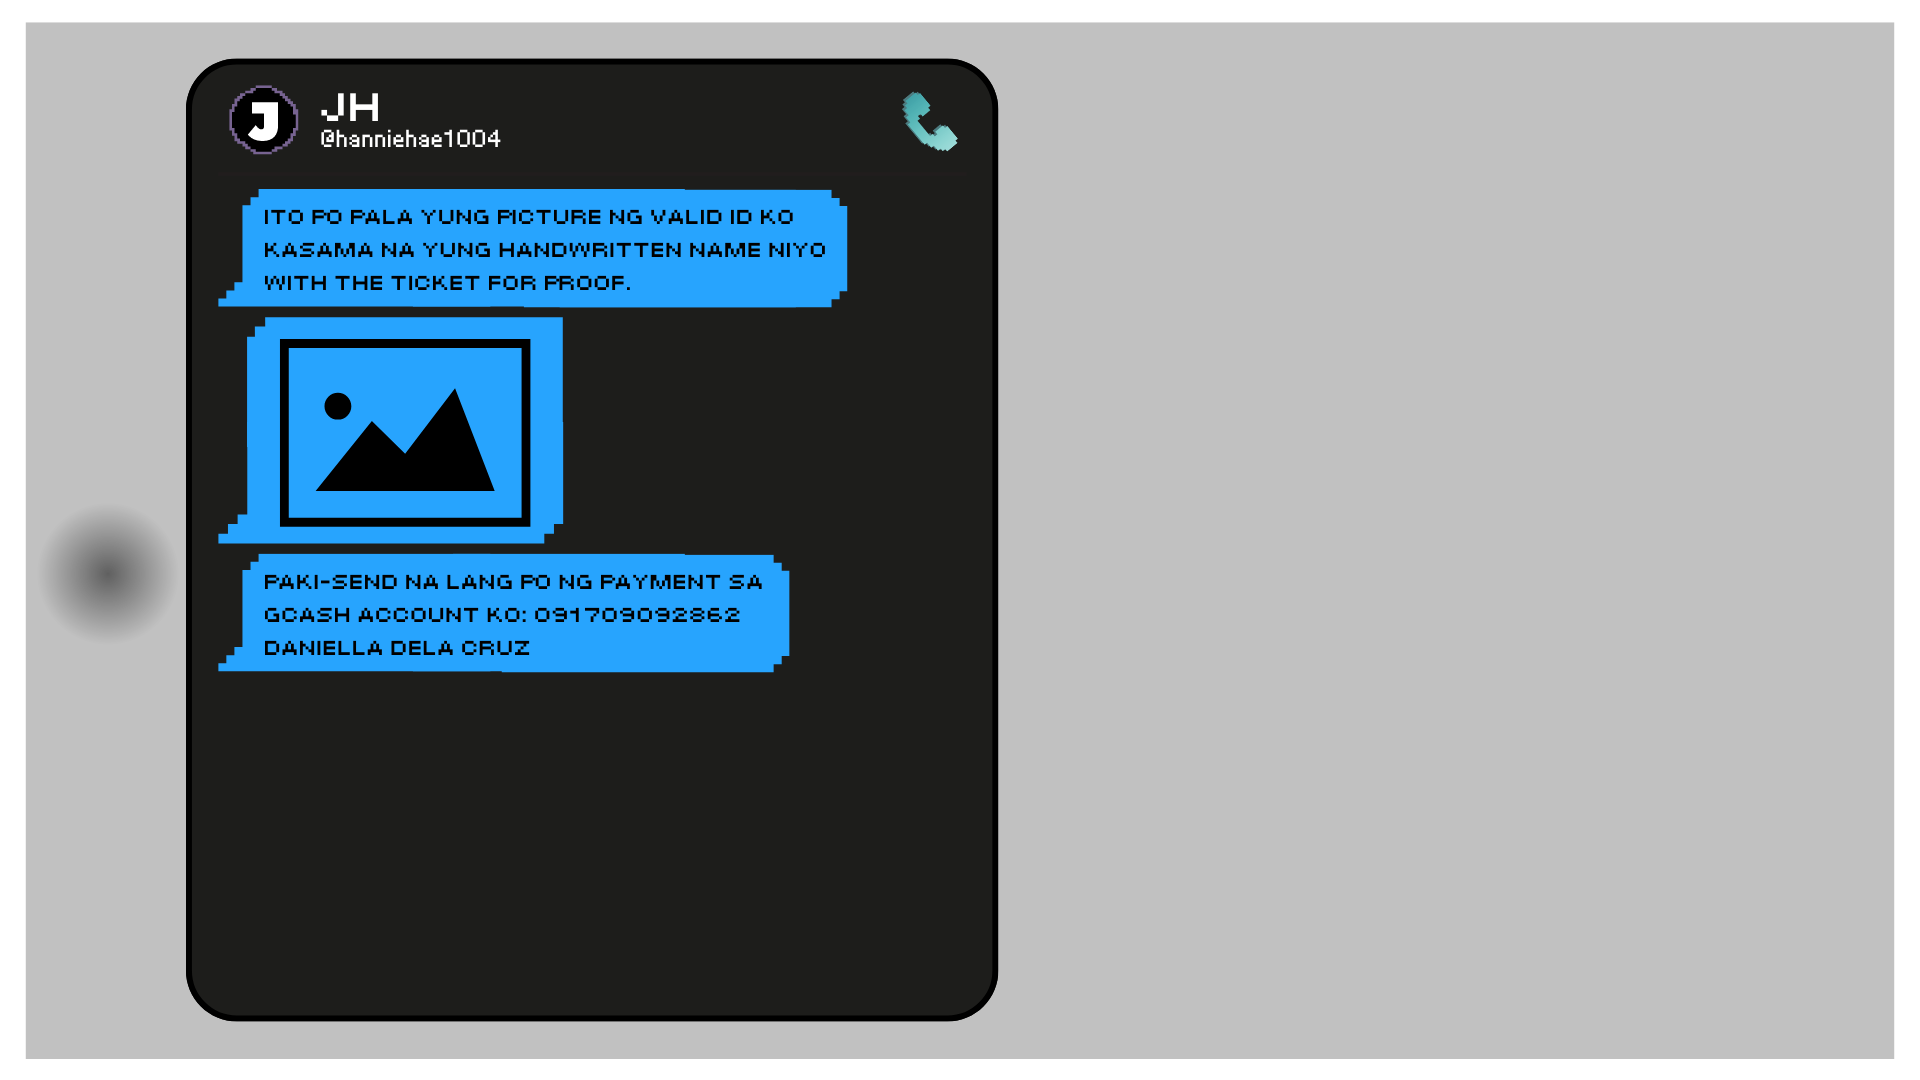 J
JH
@hanniehae1004
ITO PO PALA YUNG PICTURE NG VALID ID KO
KASAMA NA YUNG HANDWRITTEN NAME NIYO
WITH THE TICKET FOR PROOF.
PAKI-SEND NA LANG PO NG PAYMENT SA
GCASH ACCOUNT KO: 091709092862
DANIELLA DELA CRUZ